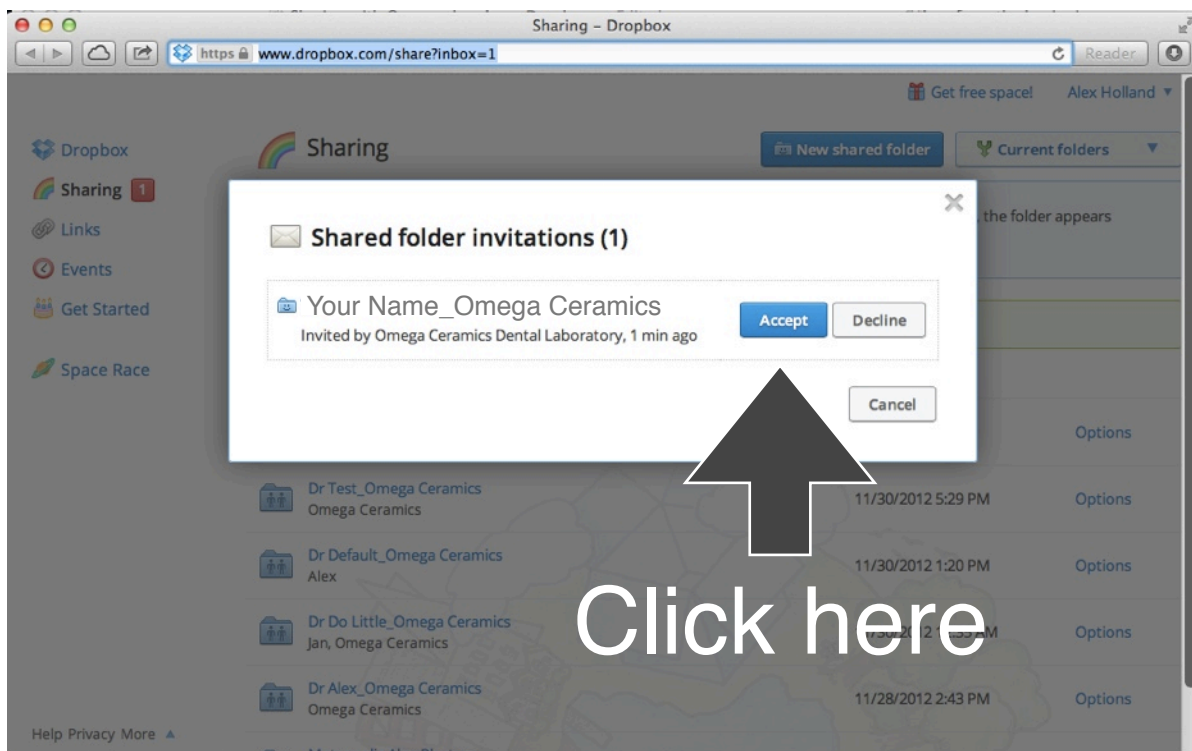 Sharing – Dropbox
https www.dropbox.com/share?inbox=1
Reader
Get free space!
Alex Holland
Dropbox
Sharing 1
Links
Events
Get Started
Space Race
Sharing
New shared folder
Current folders
, the folder appears
Shared folder invitations (1)
Your Name_Omega Ceramics
Invited by Omega Ceramics Dental Laboratory, 1 min ago
Accept
Decline
Cancel
Options
Dr Test_Omega Ceramics
Omega Ceramics
11/30/2012 5:29 PM
Options
Dr Default_Omega Ceramics
Alex
11/30/2012 1:20 PM
Options
Dr Do Little_Omega Ceramics
Jan, Omega Ceramics
AM
Options
Click here
Dr Alex_Omega Ceramics
Omega Ceramics
11/28/2012 2:43 PM
Options
Help Privacy More